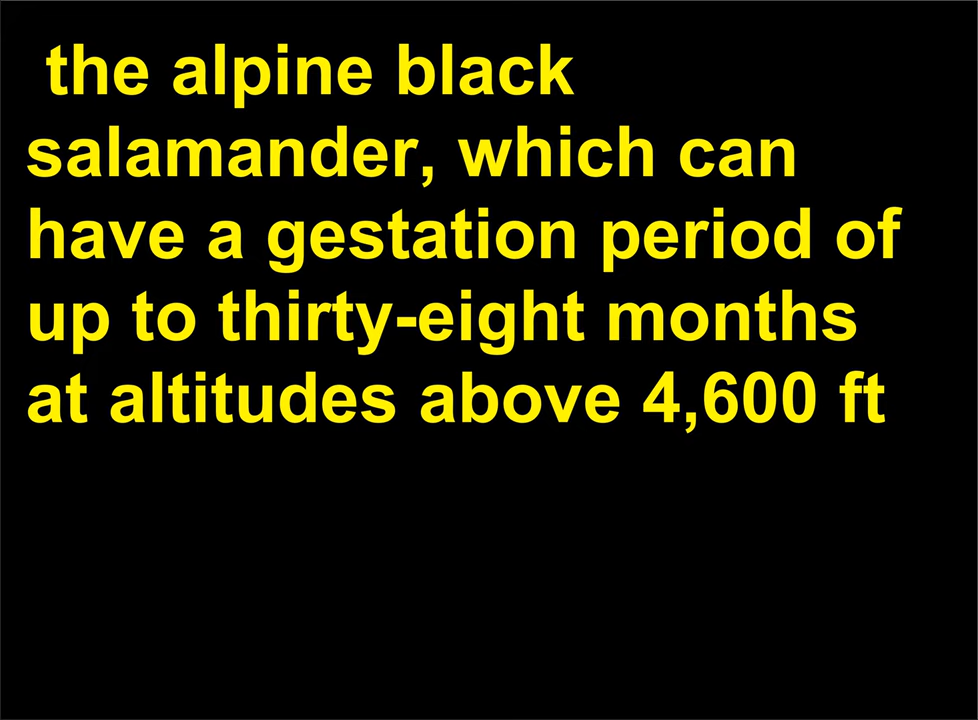 the alpine black
salamander, which can
have a gestation period of
up to thirty-eight months
at altitudes above 4,600 ft